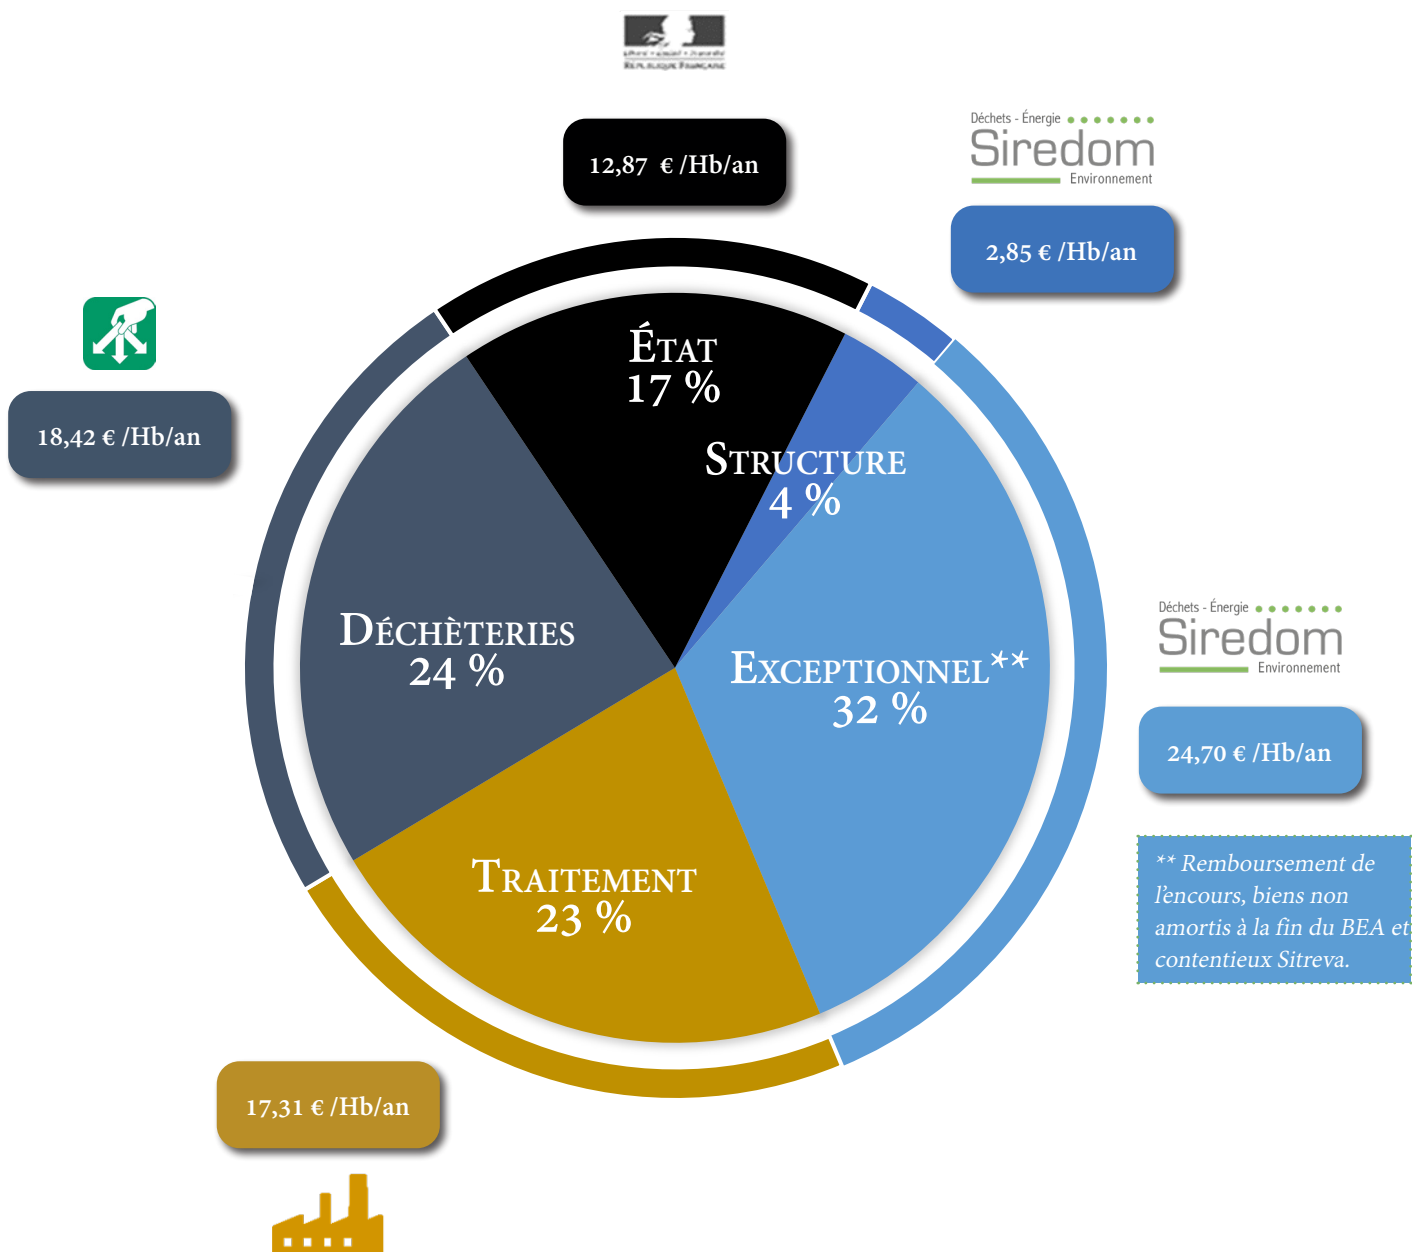 RÉPUBLIQUE FRANÇAISE
12,87 € /Hb/an
Déchets - Énergie
Siredom
Environnement
2,85 € /Hb/an
18,42 € /Hb/an
État
17 %
Structure
4 %
Déchèteries
24 %
Exceptionnel**
32 %
Déchets - Énergie
Siredom
Environnement
24,70 € /Hb/an
** Remboursement de
l'encours, biens non
amortis à la fin du BEA et
contentieux Sitreva.
Traitement
23 %
17,31 € /Hb/an